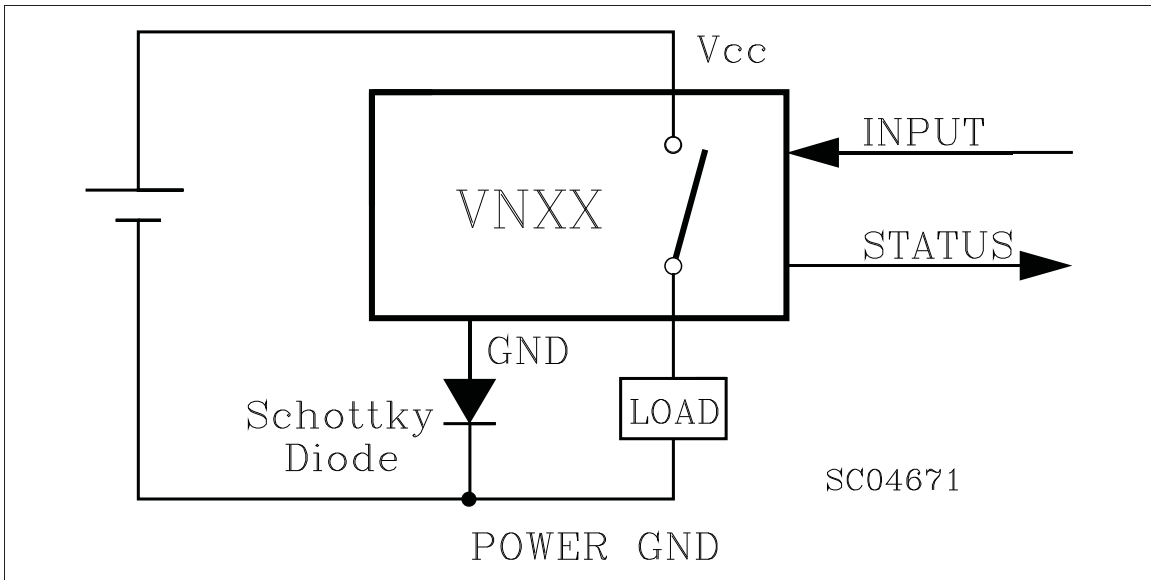 Vcc
INPUT
VNXX
STATUS
GND
Schottky
Diode
LOAD
SC04671
POWER GND